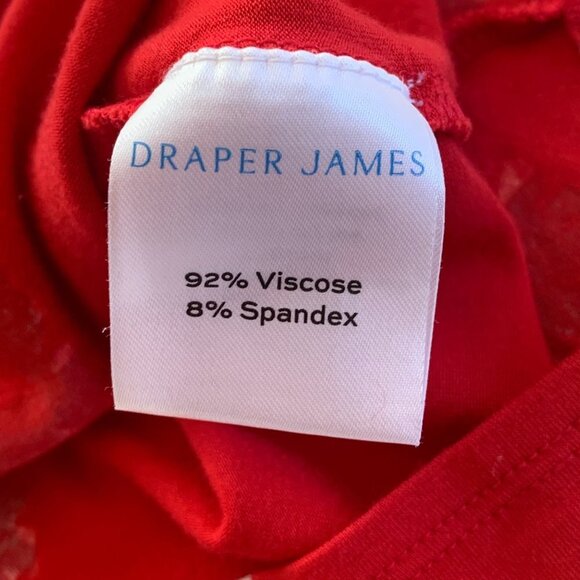 DRAPER JAMES
92% Viscose
8% Spandex